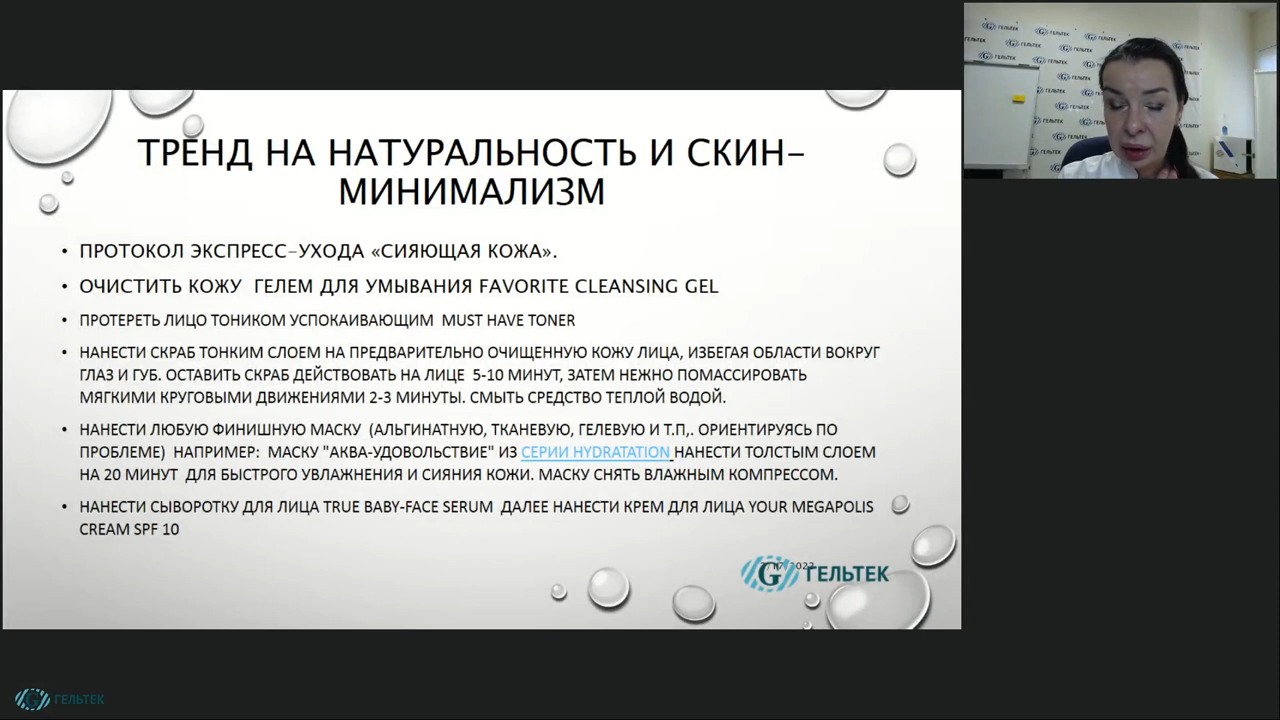 ТРЕНД НА НАТУРАЛЬНОСТЬ И СКИН-
МИНИМАЛИЗМ
• ПРОТОКОЛ ЭКСПРЕСС-УХОДА «СИЯЮЩАЯ КОЖА».
• ОЧИСТИТЬ КОЖУ ГЕЛЕМ ДЛЯ УМЫВАНИЯ FAVORITE CLEANSING GEL
• ПРОТЕРЕТЬ ЛИЦО ТОНИКОМ УСПОКАИВАЮЩИМ MUST HAVE TONER
• НАНЕСТИ СКРАБ ТОНКИМ СЛОЕМ НА ПРЕДВАРИТЕЛЬНО ОЧИЩЕННУЮ КОЖУ ЛИЦА, ИЗБЕГАЯ ОБЛАСТИ ВОКРУГ
ГЛАЗ И ГУБ. ОСТАВИТЬ СКРАБ ДЕЙСТВОВАТЬ НА ЛИЦЕ 5-10 МИНУТ, ЗАТЕМ НЕЖНО ПОМАССИРОВАТЬ
МЯГКИМИ КРУГОВЫМИ ДВИЖЕНИЯМИ 2-3 МИНУТЫ. СМЫТЬ СРЕДСТВО ТЕПЛОЙ ВОДОЙ.
• НАНЕСТИ ЛЮБУЮ ФИНИШНУЮ МАСКУ (АЛЬГИНАТНУЮ, ТКАНЕВУЮ, ГЕЛЕВУЮ И Т.П,. ОРИЕНТИРУЯСЬ ПО
ПРОБЛЕМЕ) НАПРИМЕР: МАСКУ "АКВА-УДОВОЛЬСТВИЕ" ИЗ СЕРИИ HYDRATATION НАНЕСТИ ТОЛСТЫМ СЛОЕМ
НА 20 МИНУТ ДЛЯ БЫСТРОГО УВЛАЖНЕНИЯ И СИЯНИЯ КОЖИ. МАСКУ СНЯТЬ ВЛАЖНЫМ КОМПРЕССОМ.
• НАНЕСТИ СЫВОРОТКУ ДЛЯ ЛИЦА TRUE BABY-FACE SERUM ДАЛЕЕ НАНЕСТИ КРЕМ ДЛЯ ЛИЦА YOUR MEGAPOLIS
CREAM SPF 10
ГЕЛЬТЕК
ГЕЛЬТЕК